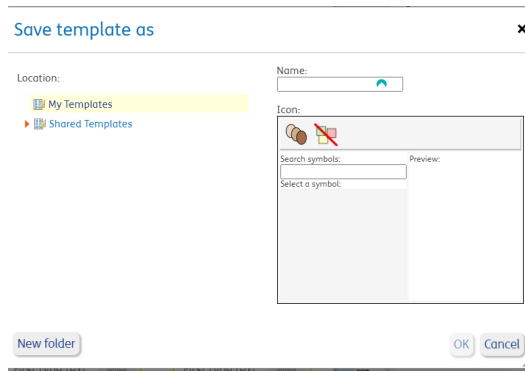 Save template as
Location:
My Templates
Shared Templates
Name:
Icon:
Search symbols:
Preview:
Select a symbol:
New folder
OK
Cancel